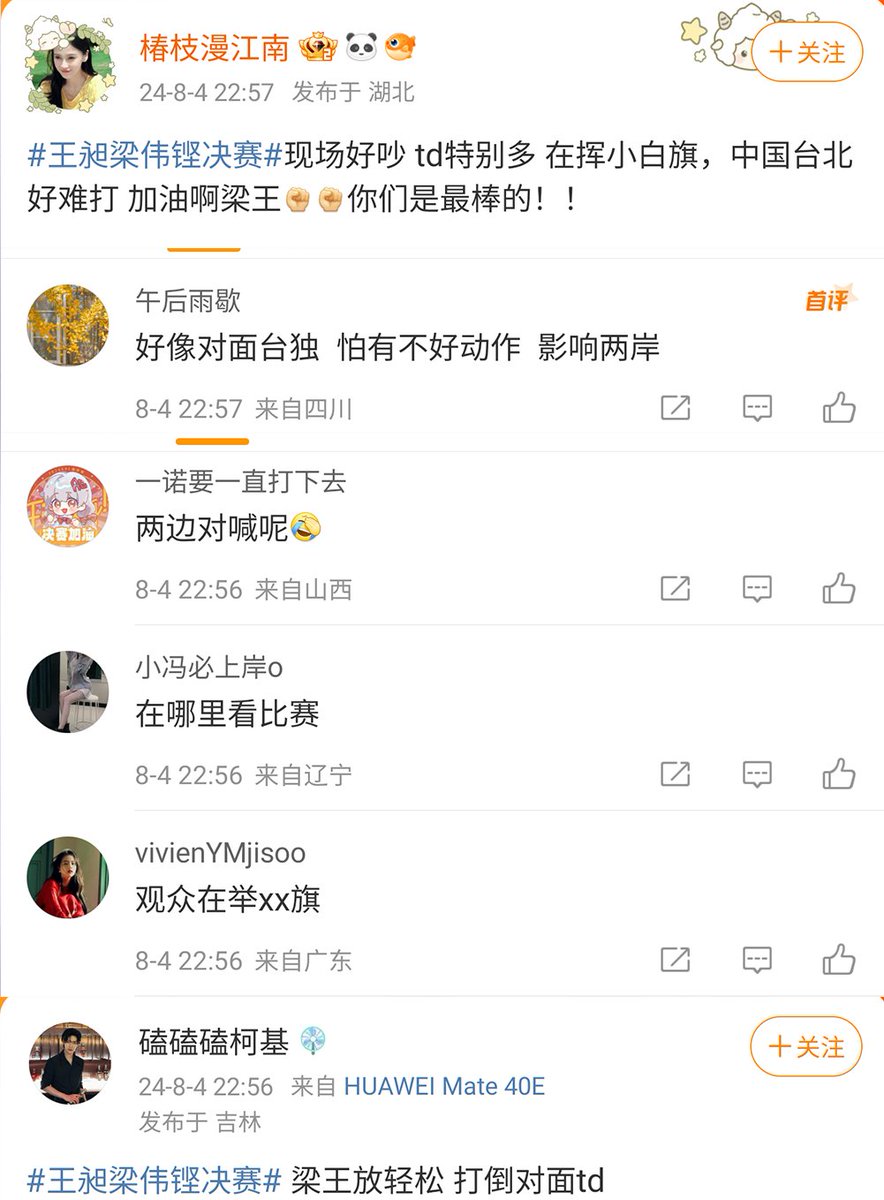 椿枝漫江南
+关注
24-8-4 22:57 发布于 湖北
#王昶梁伟铿决赛#现场好吵 td特别多 在挥小白旗，中国台北
好难打 加油啊梁王✊✊你们是最棒的！！
午后雨歇
首评
好像对面台独 怕有不好动作 影响两岸
8-4 22:57 来自四川
一诺要一直打下去
决赛加油
两边对喊呢🤣
8-4 22:56 来自山西
小冯必上岸o
在哪里看比赛
8-4 22:56 来自辽宁
vivienYMjisoo
观众在举xx旗
8-4 22:56 来自广东
磕磕磕柯基
+关注
24-8-4 22:56 来自 HUAWEI Mate 40E
发布于 吉林
#王昶梁伟铿决赛# 梁王放轻松 打倒对面td